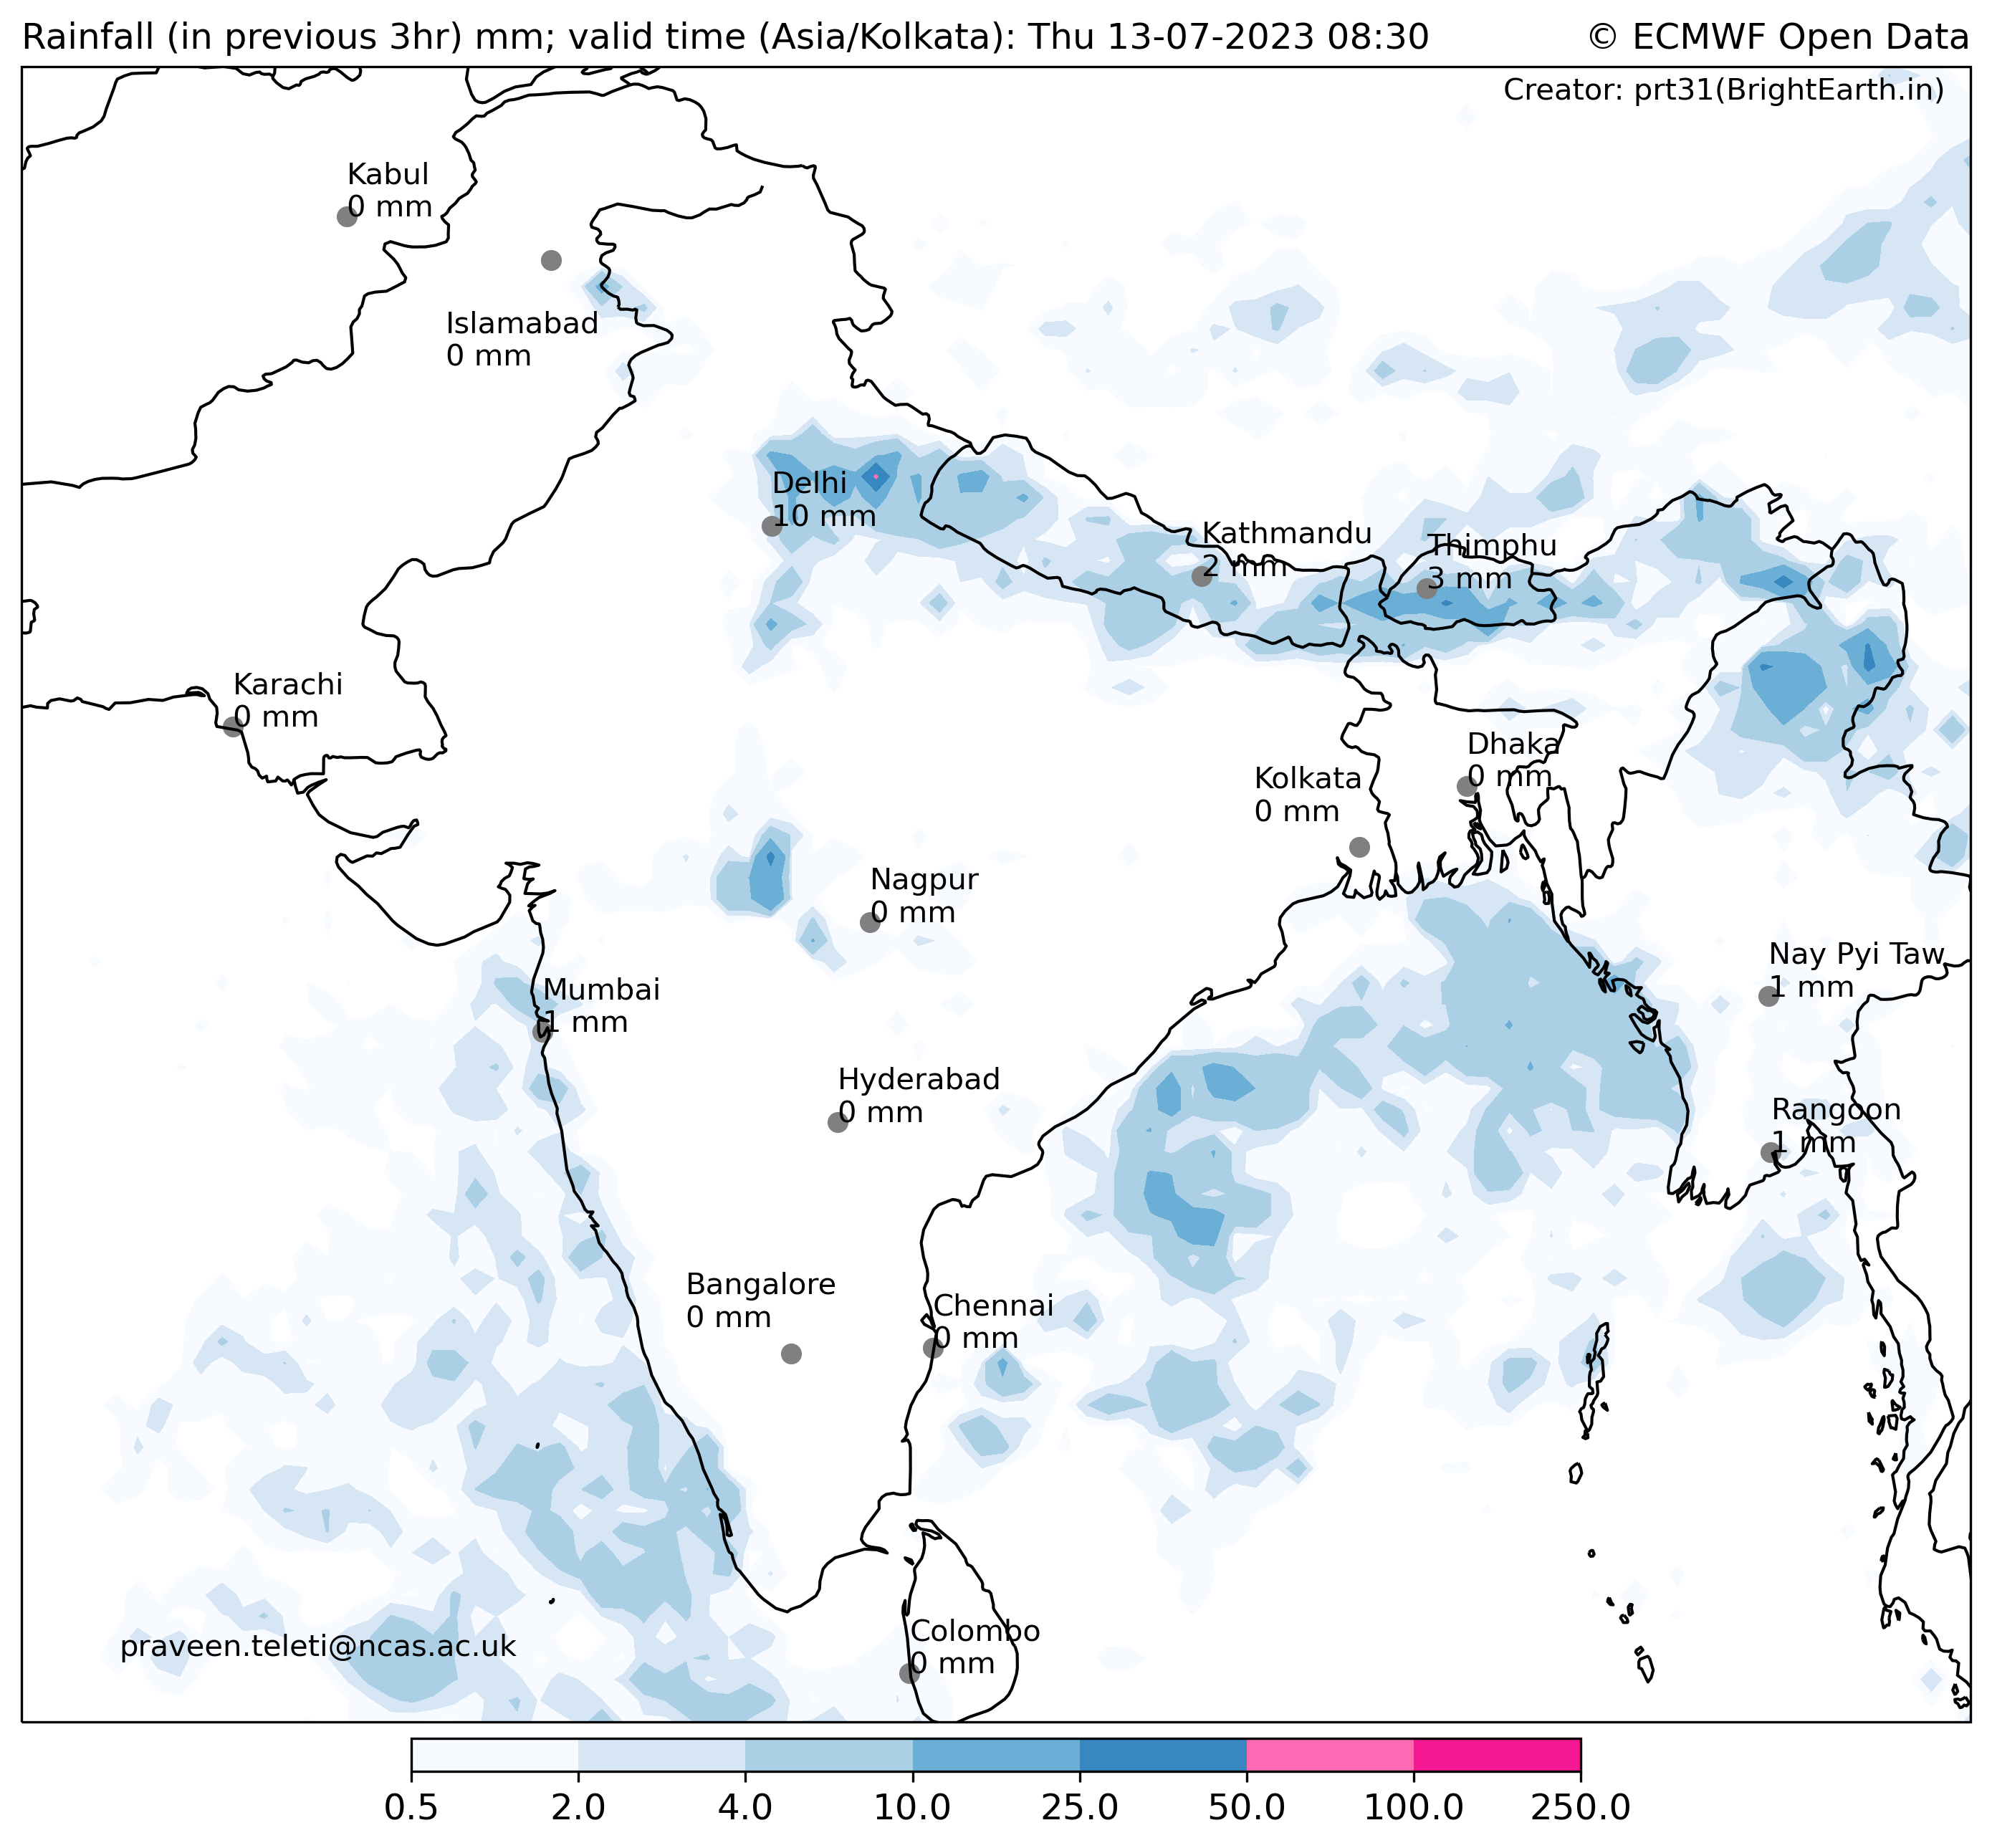 Rainfall (in previous 3hr) mm; valid time (Asia/Kolkata): Thu 13-07-2023 08:30
© ECMWF Open Data
Creator: prt31(BrightEarth.in)
Kabul
0 mm
Islamabad
0 mm
Delhi
10 mm
Kathmandu
2 mm
Thimphu
3 mm
Karachi
0 mm
Dhaka
0 mm
Kolkata
0 mm
Nagpur
0 mm
Nay Pyi Taw
1 mm
Mumbai
1 mm
Hyderabad
0 mm
Rangoon
1 mm
Bangalore
0 mm
Chennai
0 mm
Colombo
0 mm
praveen.teleti@ncas.ac.uk
0.5 2.0 4.0 10.0 25.0 50.0 100.0 250.0